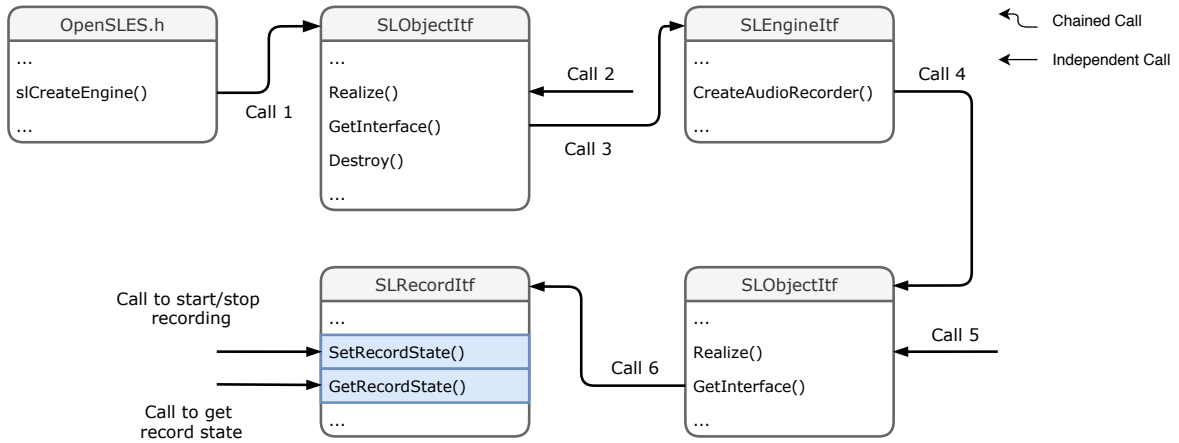 OpenSLES.h
...
slCreateEngine()
...
Call 1
SLObjectItf
...
Realize()
GetInterface()
Destroy()
...
Call 2
Call 3
SLEngineItf
...
CreateAudioRecorder()
...
Call 4
Chained Call
Independent Call
Call to start/stop
recording
Call to get
record state
SLRecordItf
...
SetRecordState()
GetRecordState()
...
Call 6
SLObjectItf
...
Realize()
GetInterface()
...
Call 5